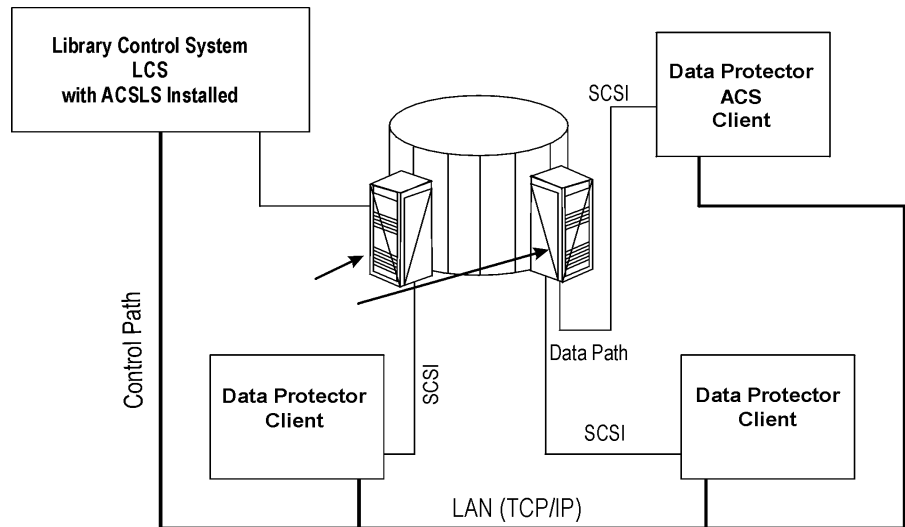 Library Control System
LCS
with ACSLS Installed
Data Protector
ACS
Client
SCSI
Control Path
SCSI
Data Path
Data Protector
Client
SCSI
Data Protector
Client
LAN (TCP/IP)